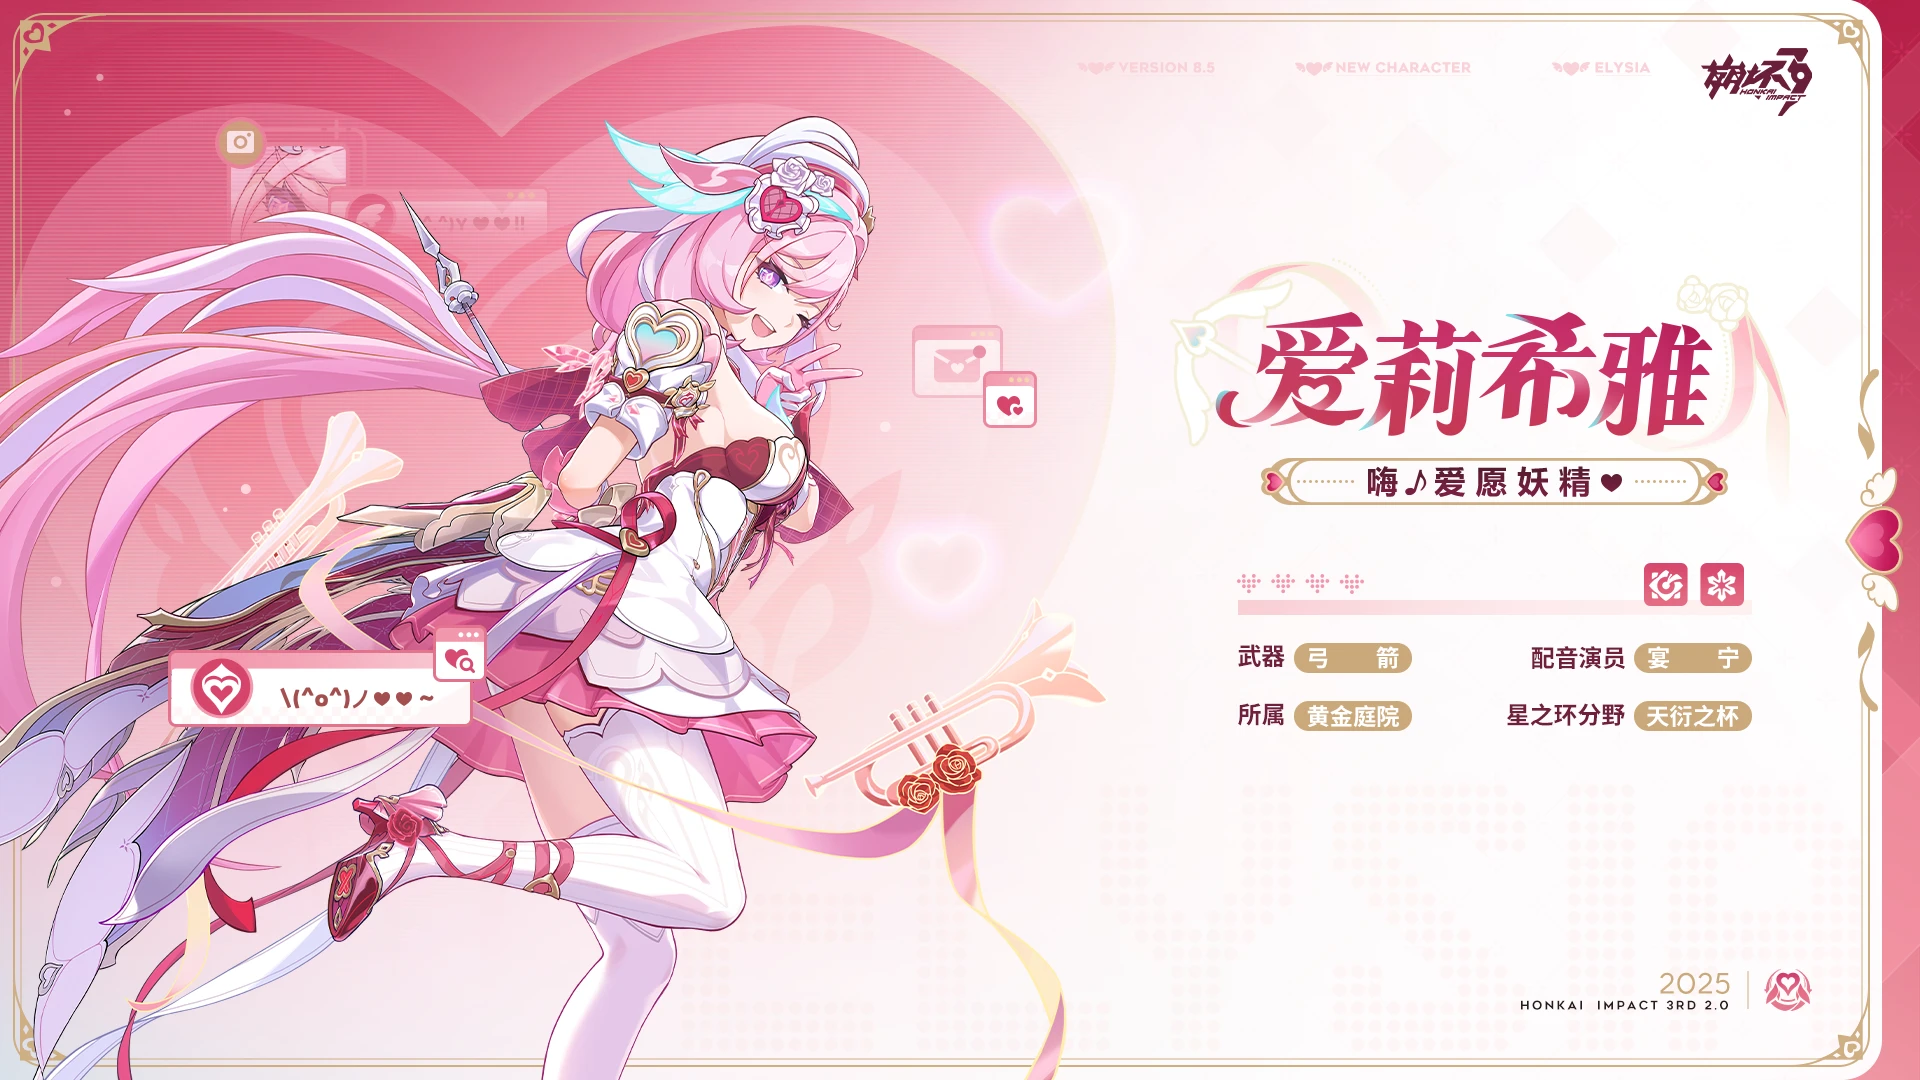 VERSION 8.5
NEW CHARACTER
ELYSIA
崩坏3
HONKAI IMPACT
^)Y ♥♥!!
爱莉希雅
嗨♪爱愿妖精♥
武器 弓箭
配音演员 宴宁
所属 黄金庭院
星之环分野 天衍之杯
\(^o^)ノ♥♥~
2025
HONKAI IMPACT 3RD 2.0